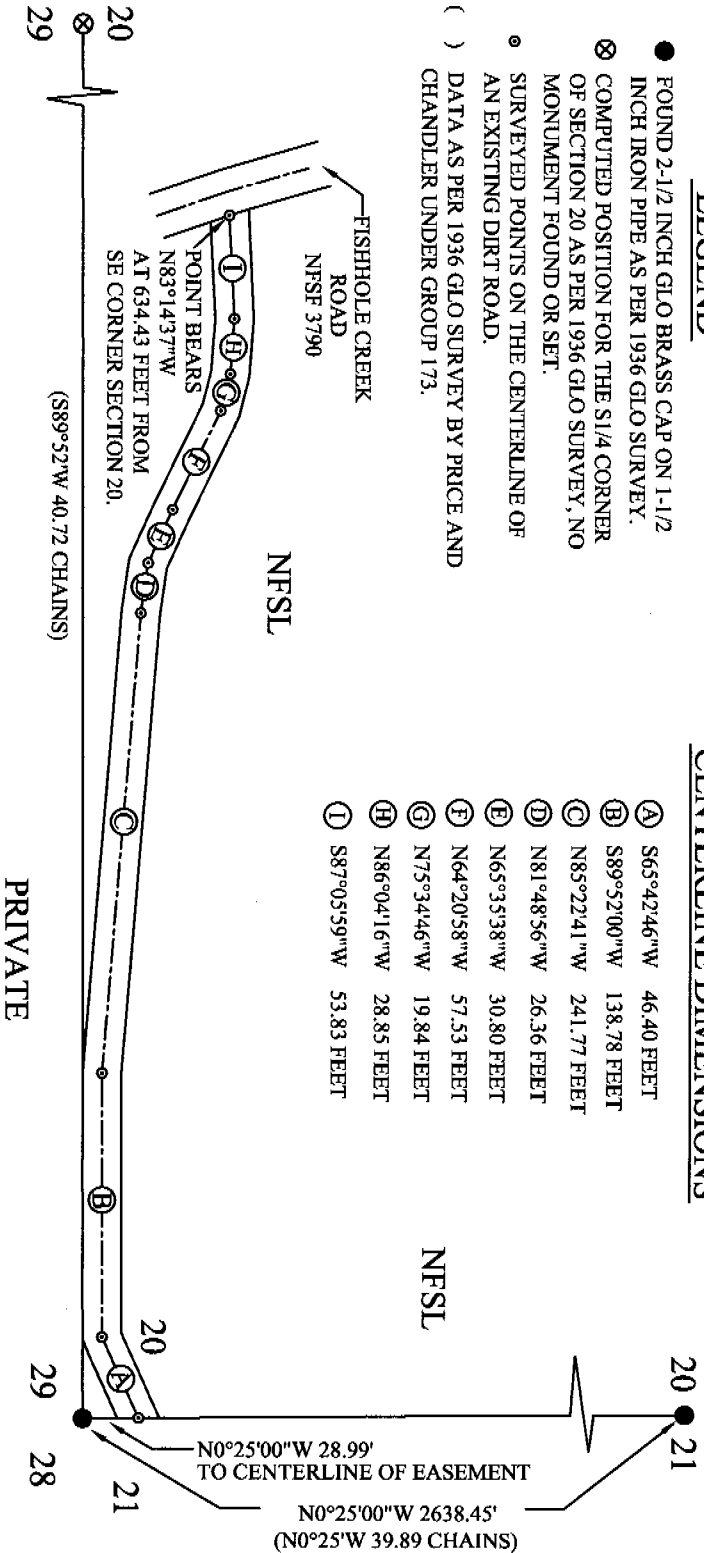 LEGEND
● FOUND 2-1/2 INCH GLO BRASS CAP ON 1-1/2
INCH IRON PIPE AS PER 1936 GLO SURVEY.
⊗ COMPUTED POSITION FOR THE S1/4 CORNER
OF SECTION 20 AS PER 1936 GLO SURVEY, NO
MONUMENT FOUND OR SET.
⊙ SURVEYED POINTS ON THE CENTERLINE OF
AN EXISTING DIRT ROAD.
( ) DATA AS PER 1936 GLO SURVEY BY PRICE AND
CHANDLER UNDER GROUP 173.
CENTERLINE DIMENSIONS
Ⓐ S65°42'46"W 46.40 FEET
Ⓑ S89°52'00"W 138.78 FEET
Ⓒ N85°22'41"W 241.77 FEET
Ⓓ N81°48'56"W 26.36 FEET
Ⓔ N65°35'38"W 30.80 FEET
Ⓕ N64°20'58"W 57.53 FEET
Ⓖ N75°34'46"W 19.84 FEET
Ⓗ N86°04'16"W 28.85 FEET
Ⓘ S87°05'59"W 53.83 FEET
FISHHOLE CREEK
ROAD
NFSF 3790
POINT BEARS
N83°14'37"W
AT 634.43 FEET FROM
SE CORNER SECTION 20.
NFSL
NFSL
20
21
Ⓘ
Ⓗ
Ⓖ
Ⓕ
Ⓔ
Ⓓ
Ⓒ
Ⓑ
Ⓐ
20
29
20
21
29
28
(S89°52'W 40.72 CHAINS)
PRIVATE
N0°25'00"W 28.99'
TO CENTERLINE OF EASEMENT
N0°25'00"W 2638.45'
(N0°25'W 39.89 CHAINS)